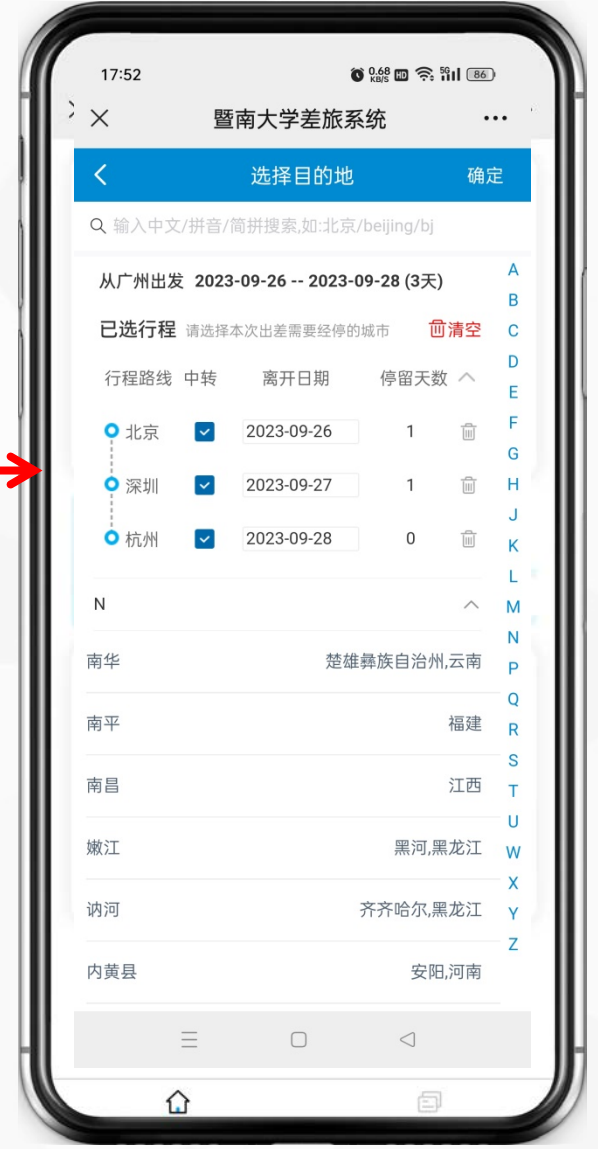 17:52 0.68 KB/S HD 5G 86
暨南大学差旅系统
选择目的地 确定
输入中文/拼音/简拼搜索,如:北京/beijing/bj
从广州出发 2023-09-26 -- 2023-09-28 (3天)
已选行程 请选择本次出差需要经停的城市 清空
行程路线 中转 离开日期 停留天数
北京 2023-09-26 1
深圳 2023-09-27 1
杭州 2023-09-28 0
N
南华 楚雄彝族自治州,云南
南平 福建
南昌 江西
嫩江 黑河,黑龙江
讷河 齐齐哈尔,黑龙江
内黄县 安阳,河南
A
B
C
D
E
F
G
H
J
K
L
M
N
P
Q
R
S
T
U
W
X
Y
Z